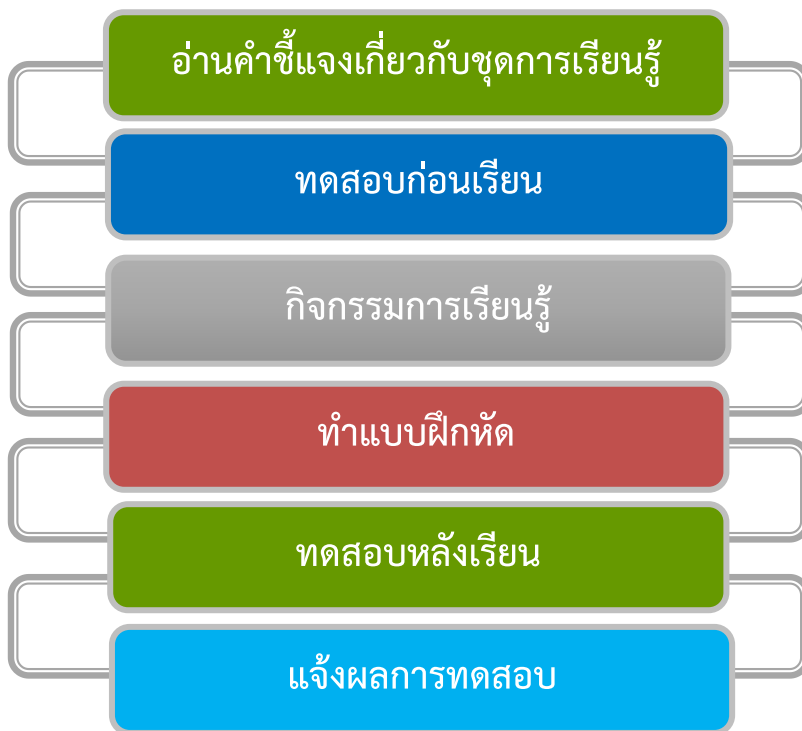 อ่านคำชี้แจงเกี่ยวกับชุดการเรียนรู้
ทดสอบก่อนเรียน
กิจกรรมการเรียนรู้
ทำแบบฝึกหัด
ทดสอบหลังเรียน
แจ้งผลการทดสอบ